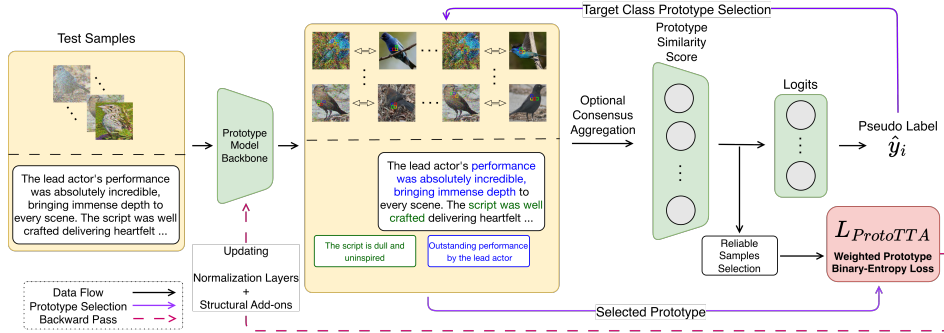 Target Class Prototype Selection
Test Samples
Prototype
Similarity
Score
Optional
Consensus
Aggregation
Logits
Prototype
Model
Backbone
Pseudo Label
ŷ_i
The lead actor's performance
was absolutely incredible,
bringing immense depth to
every scene. The script was well
crafted delivering heartfelt ...
The lead actor's performance
was absolutely incredible,
bringing immense depth to
every scene. The script was well
crafted delivering heartfelt ...
The script is dull and
uninspired
Outstanding performance
by the lead actor
Updating
Normalization Layers
+
Structural Add-ons
Reliable
Samples
Selection
L_ProtoTTA
Weighted Prototype
Binary-Entropy Loss
Data Flow
Prototype Selection
Backward Pass
Selected Prototype